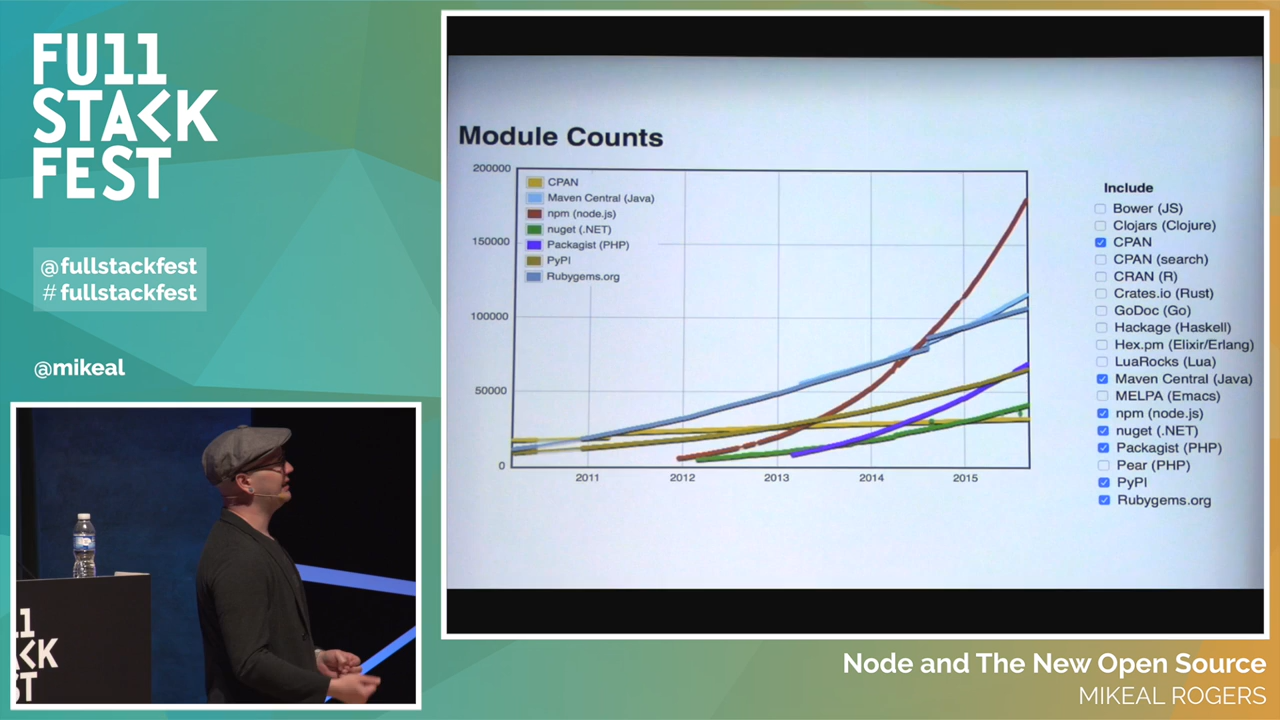 FU11
STACK
FEST
@fullstackfest
# fullstackfest
@mikeal
Module Counts
200000
150000
100000
50000
0
2011
2012
2013
2014
2015
CPAN
Maven Central (Java)
npm (node.js)
nuget (.NET)
Packagist (PHP)
PyPI
Rubygems.org
Include
Bower (JS)
Clojars (Clojure)
CPAN
CPAN (search)
CRAN (R)
Crates.io (Rust)
GoDoc (Go)
Hackage (Haskell)
Hex.pm (Elixir/Erlang)
LuaRocks (Lua)
Maven Central (Java)
MELPA (Emacs)
npm (node.js)
nuget (.NET)
Packagist (PHP)
Pear (PHP)
PyPI
Rubygems.org
Node and The New Open Source
MIKEAL ROGERS